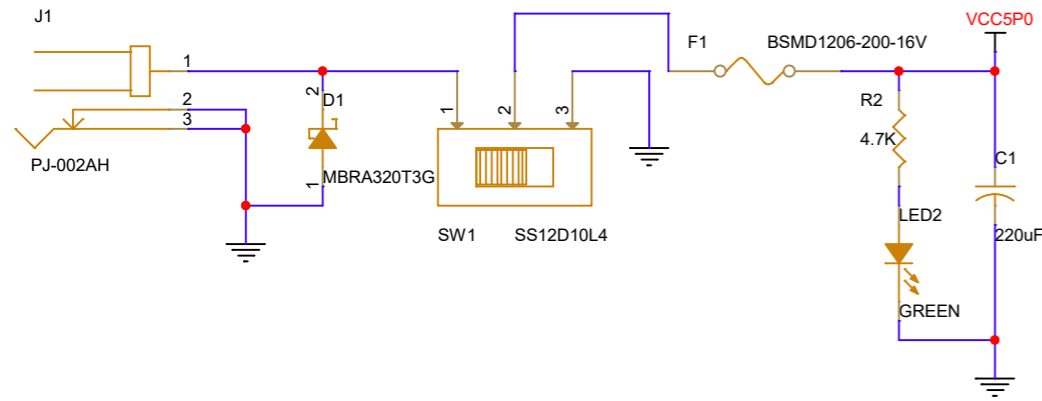 J1
VCC5P0
F1
BSMD1206-200-16V
1
2
3
PJ-002AH
2
D1
1
MBRA320T3G
1
2
3
SW1
SS12D10L4
R2
4.7K
C1
220uF
LED2
GREEN